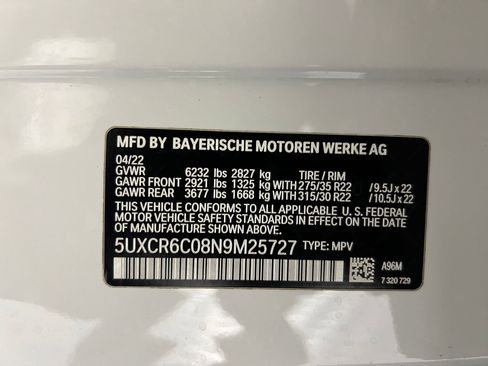 MFD BY BAYERISCHE MOTOREN WERKE AG
04/22
GVWR 6232 lbs 2827 kg TIRE / RIM
GAWR FRONT 2921 lbs 1325 kg WITH 275/35 R22 / 9.5J x 22
GAWR REAR 3677 lbs 1668 kg WITH 315/30 R22 / 10.5J x 22
THIS VEHICLE CONFORMS TO ALL APPLICABLE U. S. FEDERAL
MOTOR VEHICLE SAFETY STANDARDS IN EFFECT ON THE DATE
OF MANUFACTURE SHOWN ABOVE.
5UXCR6C08N9M25727 TYPE: MPV
A96M
7 320 729